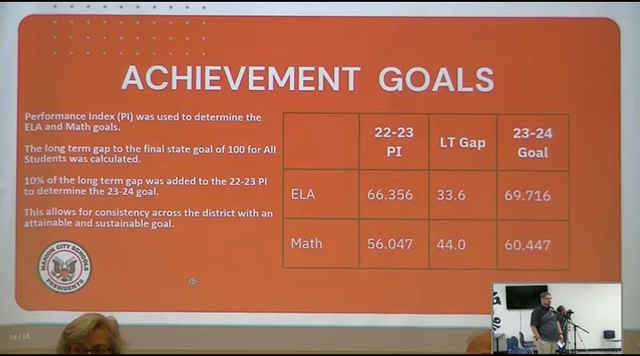 ACHIEVEMENT GOALS
Performance Index (PI) was used to determine the
ELA and Math goals.
The long term gap to the final state goal of 100 for All
Students was calculated.
10% of the long term gap was added to the 22-23 PI
to determine the 23-24 goal.
This allows for consistency across the district with an
attainable and sustainable goal.
22-23 PI LT Gap 23-24 Goal
ELA 66.356 33.6 69.716
Math 56.047 44.0 60.447
MARION CITY SCHOOLS
PRESIDENTS